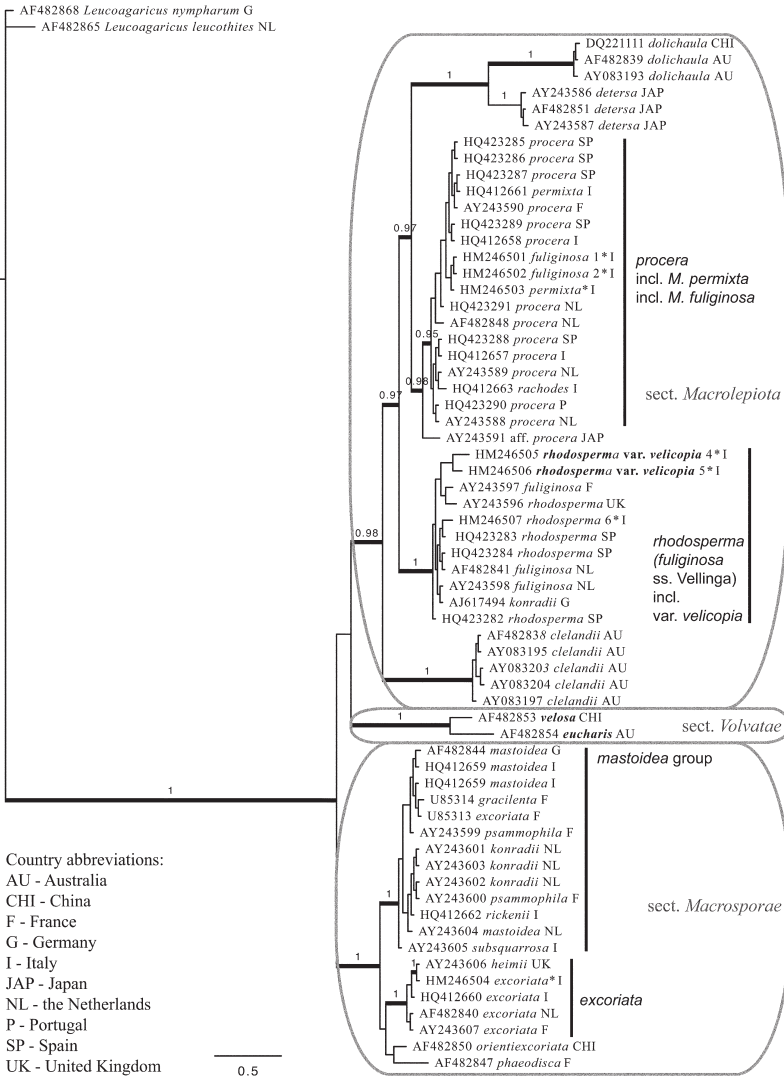 AF482868 Leucoagaricus nympharum G
AF482865 Leucoagaricus leucothites NL
DQ221111 dolichaula CHI
AF482839 dolichaula AU
1
AY083193 dolichaula AU
1
AY243586 detersa JAP
1
AF482851 detersa JAP
AY243587 detersa JAP
HQ423285 procera SP
HQ423286 procera SP
HQ423287 procera SP
HQ412661 permixta I
AY243590 procera F
HQ423289 procera SP
0.97
HQ412658 procera I
HM246501 fuliginosa 1* I
HM246502 fuliginosa 2* I
HM246503 permixta* I
HQ423291 procera NL
AF482848 procera NL
procera
incl. M. permixta
incl. M. fuliginosa
0.95
HQ423288 procera SP
HQ412657 procera I
AY243589 procera NL
0.98
HQ412663 rachodes I
0.97
HQ423290 procera P
AY243588 procera NL
AY243591 aff. procera JAP
sect. Macrolepiota
HM246505 rhodosperma var. velicopia 4* I
HM246506 rhodosperma var. velicopia 5* I
AY243597 fuliginosa F
AY243596 rhodosperma UK
HM246507 rhodosperma 6* I
HQ423283 rhodosperma SP
0.98
HQ423284 rhodosperma SP
1
AF482841 fuliginosa NL
AY243598 fuliginosa NL
AJ617494 konradii G
HQ423282 rhodosperma SP
rhodosperma
(fuliginosa
ss. Vellinga)
incl.
var. velicopia
AF482838 clelandii AU
AY083195 clelandii AU
1
AY083203 clelandii AU
AY083204 clelandii AU
AY083197 clelandii AU
1
AF482853 velosa CHI
AF482854 eucharis AU
sect. Volvatae
AF482844 mastoidea G
HQ412659 mastoidea I
HQ412659 mastoidea I
U85314 gracilenta F
U85313 excoriata F
AY243599 psammophila F
mastoidea group
1
AY243601 konradii NL
AY243603 konradii NL
AY243602 konradii NL
1
AY243600 psammophila F
HQ412662 rickenii I
AY243604 mastoidea NL
AY243605 subsquarrosa I
sect. Macrosporae
1
1
AY243606 heimii UK
HM246504 excoriata* I
1
HQ412660 excoriata I
AF482840 excoriata NL
AY243607 excoriata F
excoriata
AF482850 orientiexcoriata CHI
AF482847 phaeodisca F
Country abbreviations:
AU - Australia
CHI - China
F - France
G - Germany
I - Italy
JAP - Japan
NL - the Netherlands
P - Portugal
SP - Spain
UK - United Kingdom
0.5